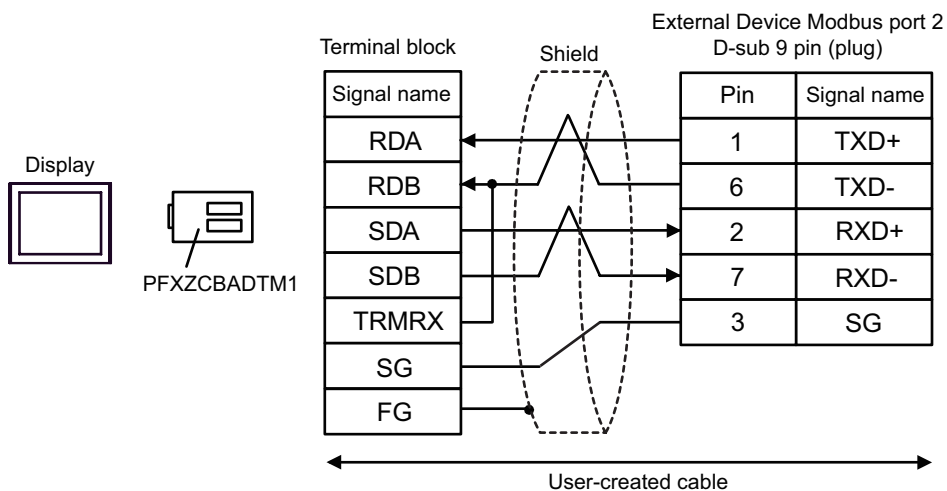 External Device Modbus port 2
D-sub 9 pin (plug)
Terminal block
Shield
Signal name
Pin Signal name
RDA 1 TXD+
Display
RDB 6 TXD-
SDA 2 RXD+
PFXZCBADTM1
SDB 7 RXD-
TRMRX 3 SG
SG
FG
User-created cable